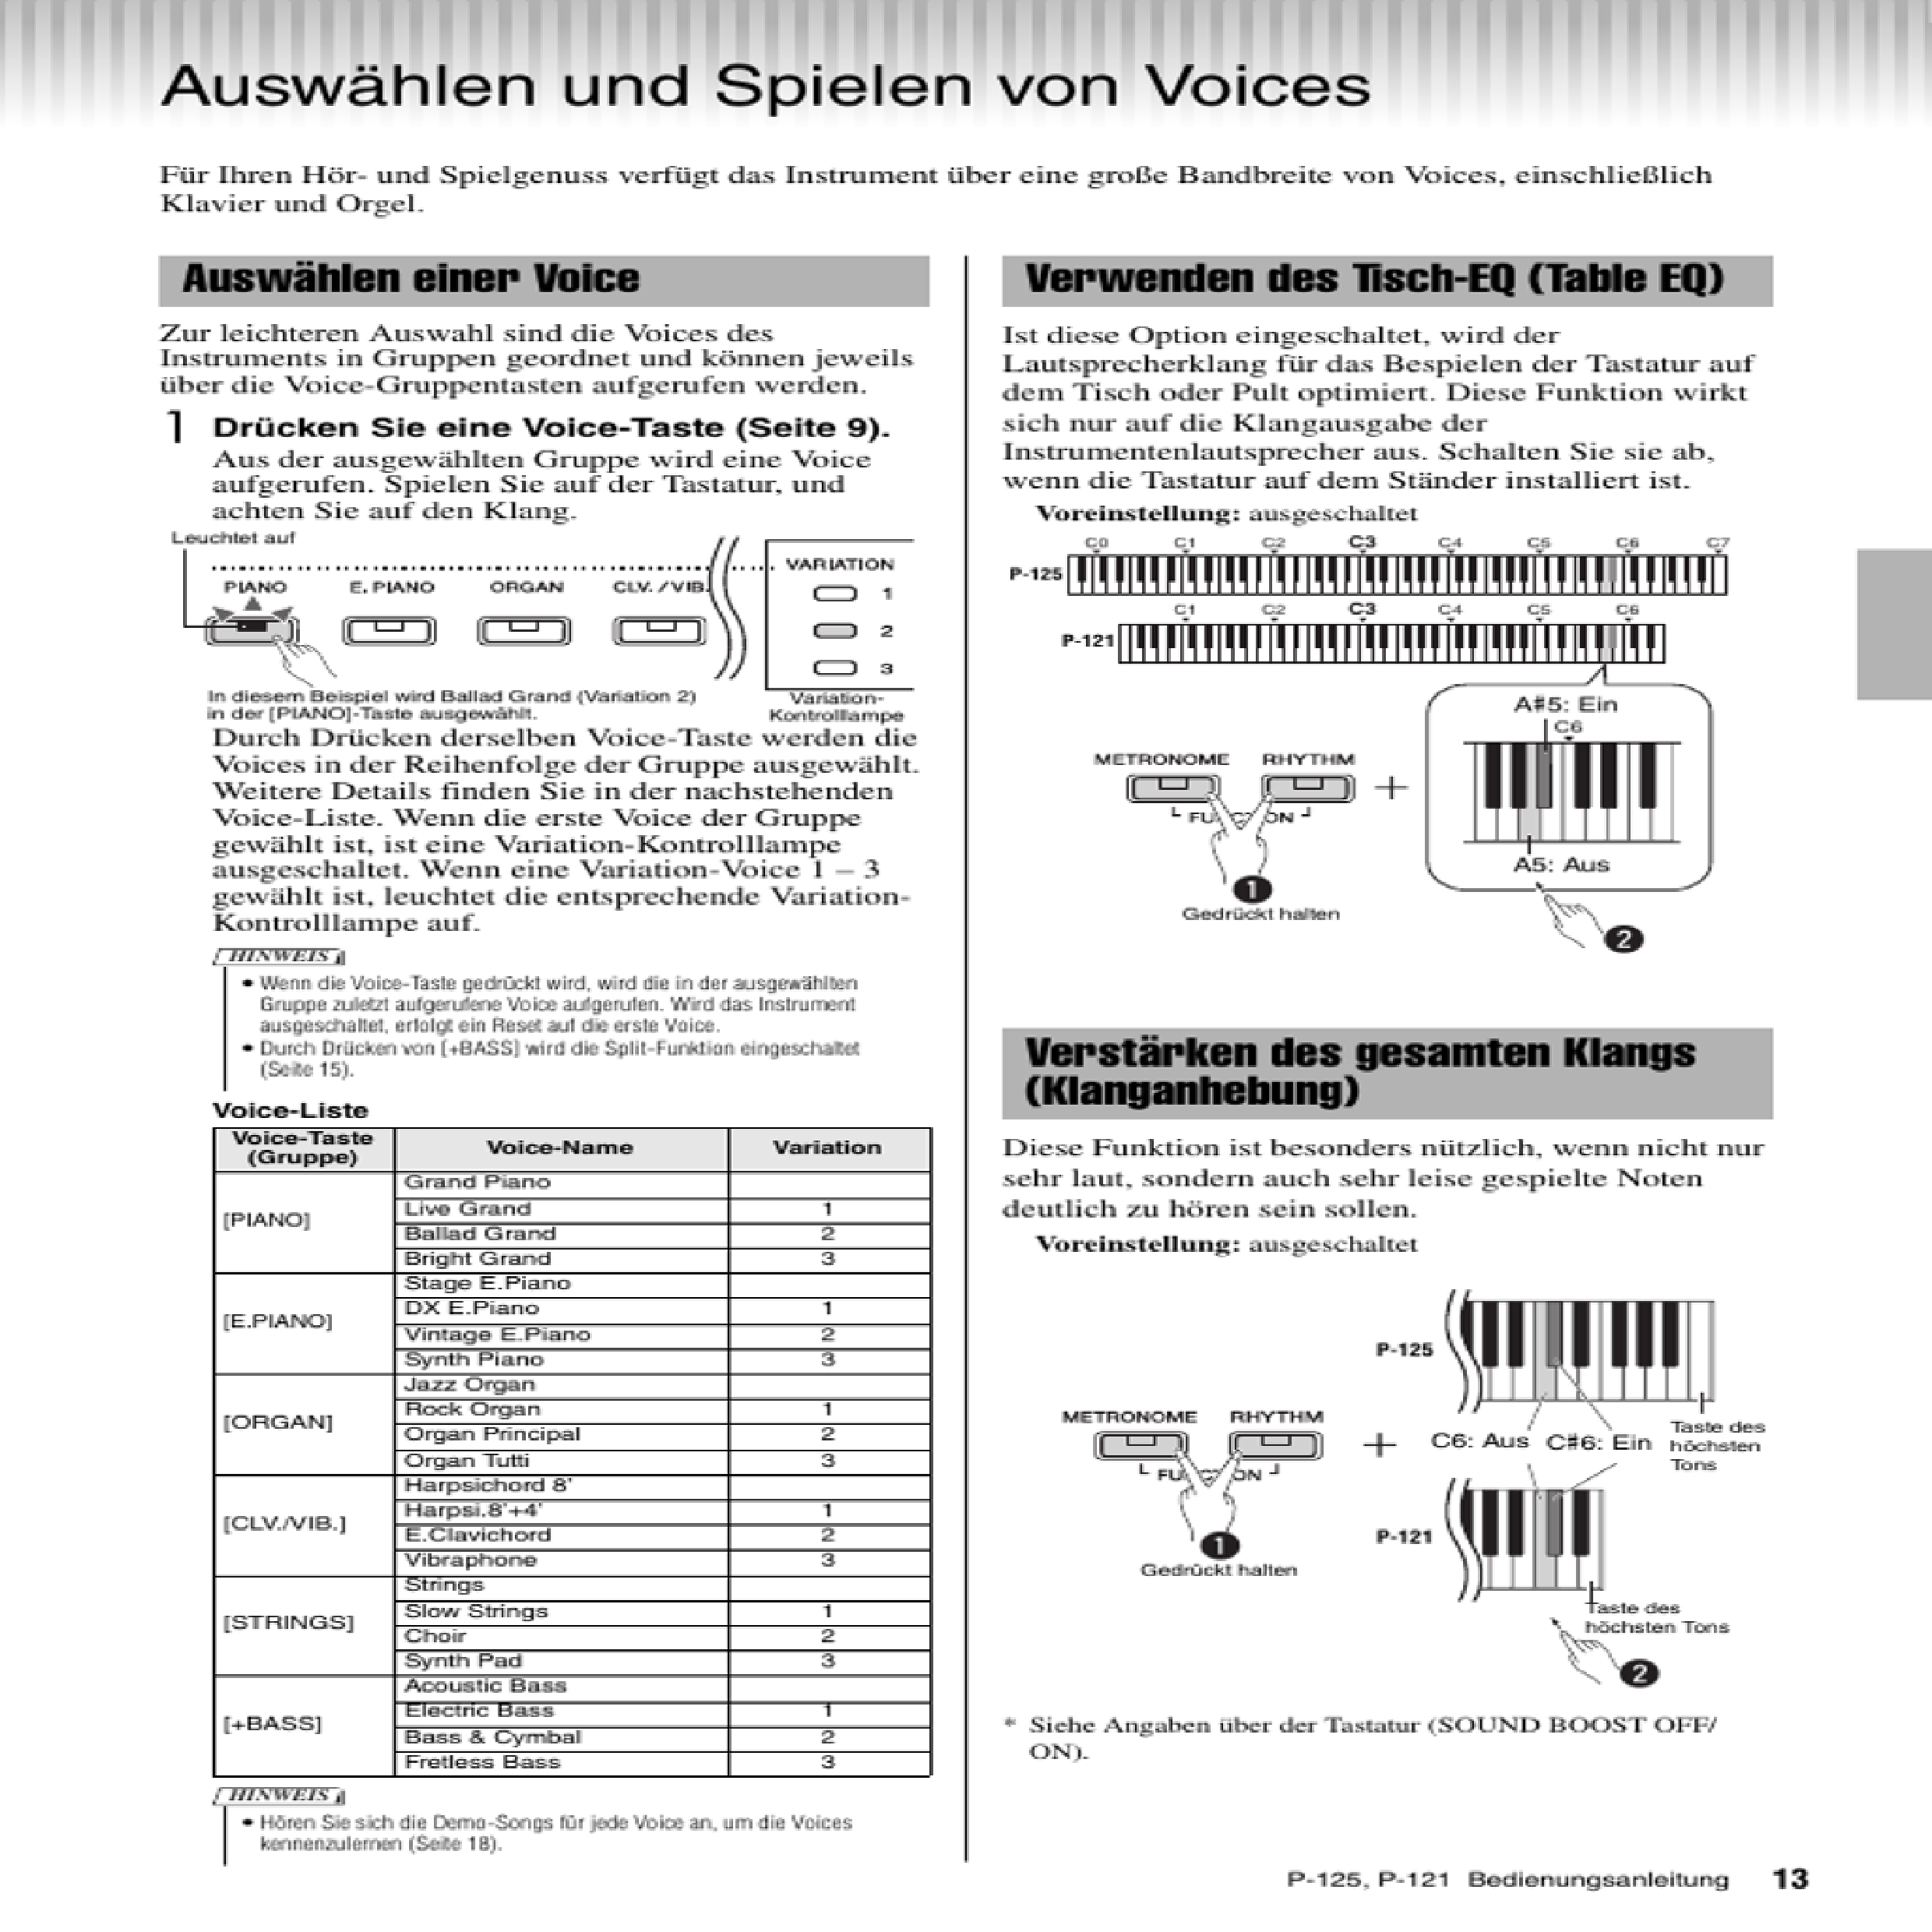 Auswählen und Spielen von Voices
Für Ihren Hör- und Spielgenuss verfügt das Instrument über eine große Bandbreite von Voices, einschließlich
Klavier und Orgel.
Auswählen einer Voice
Zur leichteren Auswahl sind die Voices des
Instruments in Gruppen geordnet und können jeweils
über die Voice-Gruppentasten aufgerufen werden.
1 Drücken Sie eine Voice-Taste (Seite 9).
Aus der ausgewählten Gruppe wird eine Voice
aufgerufen. Spielen Sie auf der Tastatur, und
achten Sie auf den Klang.
Leuchtet auf
PIANO E. PIANO ORGAN CLV. / VIB.
VARIATION
1
2
3
In diesem Beispiel wird Ballad Grand (Variation 2)
in der [PIANO]-Taste ausgewählt.
Variation-
Kontrolllampe
Durch Drücken derselben Voice-Taste werden die
Voices in der Reihenfolge der Gruppe ausgewählt.
Weitere Details finden Sie in der nachstehenden
Voice-Liste. Wenn die erste Voice der Gruppe
gewählt ist, ist eine Variation-Kontrolllampe
ausgeschaltet. Wenn eine Variation-Voice 1 – 3
gewählt ist, leuchtet die entsprechende Variation-
Kontrolllampe auf.
HINWEIS
• Wenn die Voice-Taste gedrückt wird, wird die in der ausgewählten
Gruppe zuletzt aufgerufene Voice aufgerufen. Wird das Instrument
ausgeschaltet, erfolgt ein Reset auf die erste Voice.
• Durch Drücken von [+BASS] wird die Split-Funktion eingeschaltet
(Seite 15).
Voice-Liste
Voice-Taste
(Gruppe)
Voice-Name
Variation
[PIANO]
Grand Piano
Live Grand 1
Ballad Grand 2
Bright Grand 3
[E.PIANO]
Stage E.Piano
DX E.Piano 1
Vintage E.Piano 2
Synth Piano 3
[ORGAN]
Jazz Organ
Rock Organ 1
Organ Principal 2
Organ Tutti 3
[CLV./VIB.]
Harpsichord 8'
Harpsi.8'+4' 1
E.Clavichord 2
Vibraphone 3
[STRINGS]
Strings
Slow Strings 1
Choir 2
Synth Pad 3
[+BASS]
Acoustic Bass
Electric Bass 1
Bass & Cymbal 2
Fretless Bass 3
HINWEIS
• Hören Sie sich die Demo-Songs für jede Voice an, um die Voices
kennenzulernen (Seite 18).
Verwenden des Tisch-EQ (Table EQ)
Ist diese Option eingeschaltet, wird der
Lautsprecherklang für das Bespielen der Tastatur auf
dem Tisch oder Pult optimiert. Diese Funktion wirkt
sich nur auf die Klangausgabe der
Instrumentenlautsprecher aus. Schalten Sie sie ab,
wenn die Tastatur auf dem Ständer installiert ist.
Voreinstellung: ausgeschaltet
C0 C1 C2 C3 C4 C5 C6 C7
P-125
C1 C2 C3 C4 C5 C6
P-121
A#5: Ein
C6
METRONOME RHYTHM
+
A5: Aus
1
Gedrückt halten
2
Verstärken des gesamten Klangs
(Klanganhebung)
Diese Funktion ist besonders nützlich, wenn nicht nur
sehr laut, sondern auch sehr leise gespielte Noten
deutlich zu hören sein sollen.
Voreinstellung: ausgeschaltet
P-125
METRONOME RHYTHM
+
C6: Aus C#6: Ein
Taste des
höchsten
Tons
P-121
1
Gedrückt halten
Taste des
höchsten Tons
2
* Siehe Angaben über der Tastatur (SOUND BOOST OFF/
ON).
P-125, P-121 Bedienungsanleitung 13